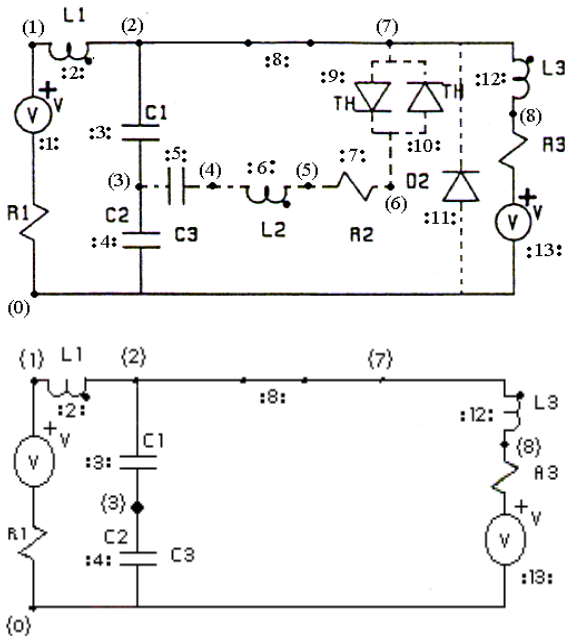 L1
(1) (2) (7)
:2: :8: L3
+ V :9: :12:
V C1 TH TH (8)
:1: :3: :5: (4) :6: (5) :7: :10: R3
(3) D2 + V
R1 C2 (6) V
:4: C3 L2 R2 :11: :13:
(0)
{1} L1 {2} {7}
:2: :8: L3
+ V :12:
V C1 {8}
:3: R3
{3} + V
R1 C2 V
:4: C3
:13:
{0}